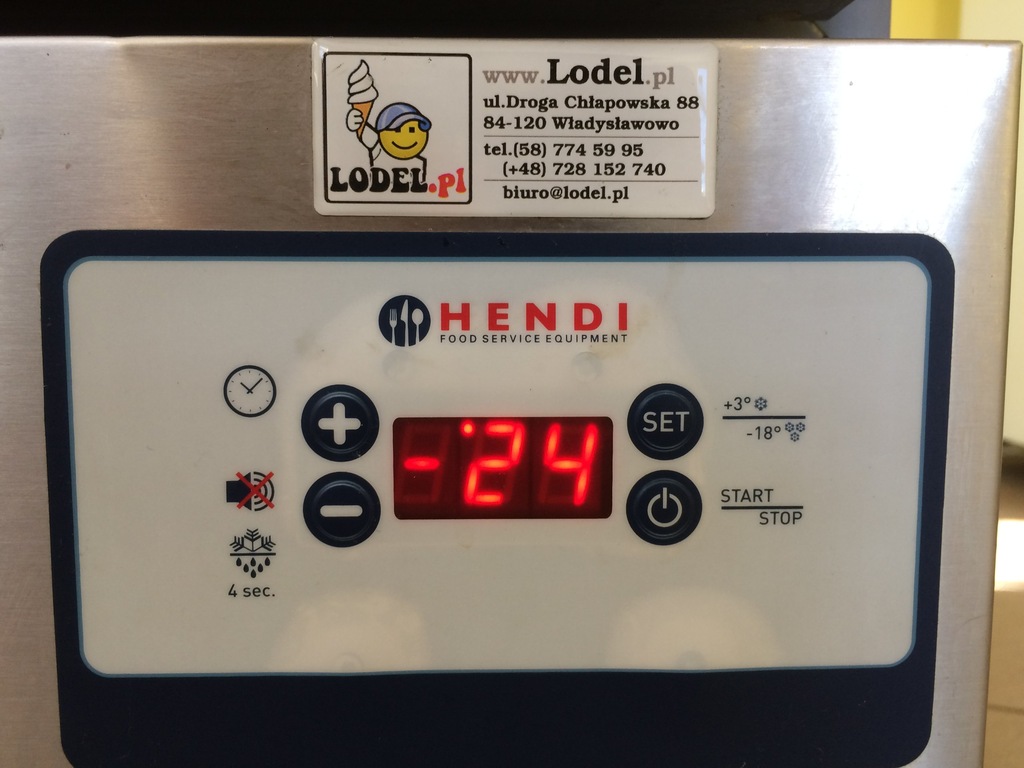 www.Lodel.pl
ul.Droga Chłapowska 88
84-120 Władysławowo
tel.(58) 774 59 95
(+48) 728 152 740
biuro@lodel.pl
LODEL.pl
HENDI
FOOD SERVICE EQUIPMENT
-24
SET
+3°
-18°
START
STOP
4 sec.